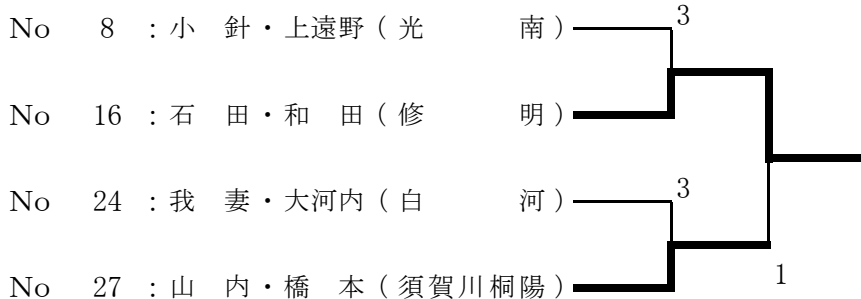 No 8 : 小 針・上遠野 ( 光 南 ) 3
No 16 : 石 田・和 田 ( 修 明 )
No 24 : 我 妻・大河内 ( 白 河 ) 3
No 27 : 山 内・橋 本 ( 須賀川桐陽 ) 1